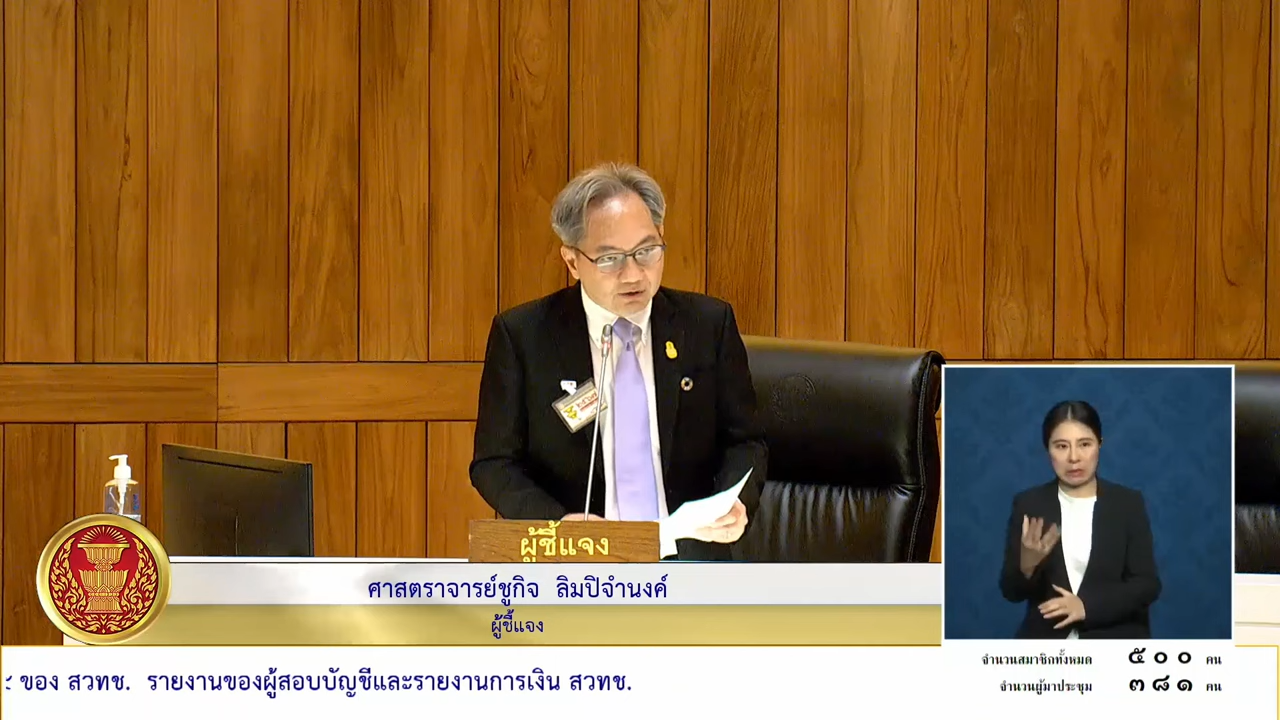 ผู้ชี้แจง
ศาสตราจารย์ชูกิจ ลิมปิจำนงค์
ผู้ชี้แจง
จำนวนสมาชิกทั้งหมด ๕๐๐ คน
จำนวนผู้มาประชุม ๓๘๑ คน
ของ สวทช. รายงานของผู้สอบบัญชีและรายงานการเงิน สวทช.